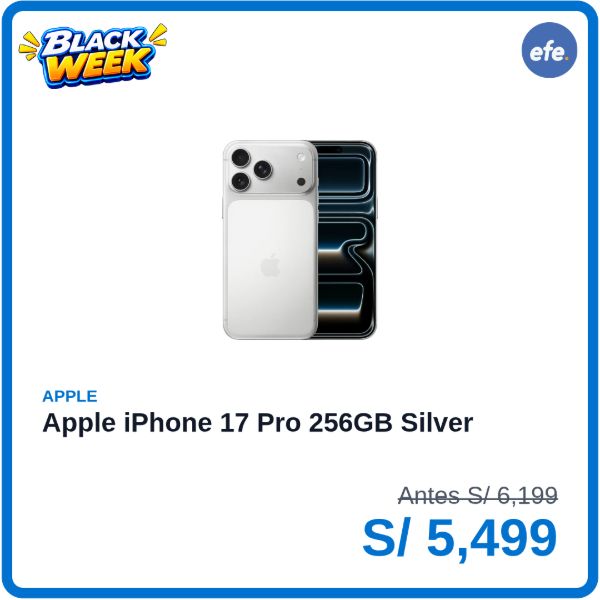 BLACK
WEEK
efe.
APPLE
Apple iPhone 17 Pro 256GB Silver
Antes S/ 6,199
S/ 5,499